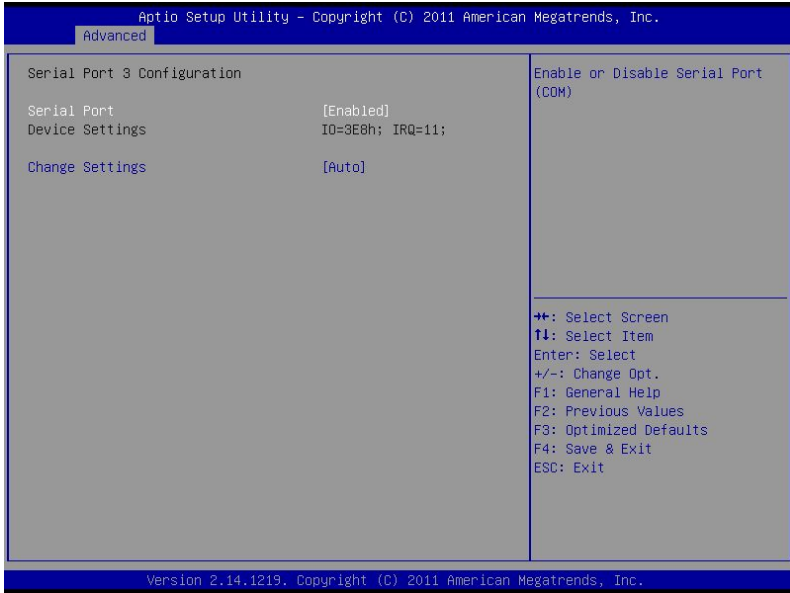 Aptio Setup Utility – Copyright (C) 2011 American Megatrends, Inc.
Advanced
Serial Port 3 Configuration
Serial Port [Enabled]
Device Settings IO=3E8h; IRQ=11;
Change Settings [Auto]
Enable or Disable Serial Port
(COM)
→←: Select Screen
↑↓: Select Item
Enter: Select
+/-: Change Opt.
F1: General Help
F2: Previous Values
F3: Optimized Defaults
F4: Save & Exit
ESC: Exit
Version 2.14.1219. Copyright (C) 2011 American Megatrends, Inc.